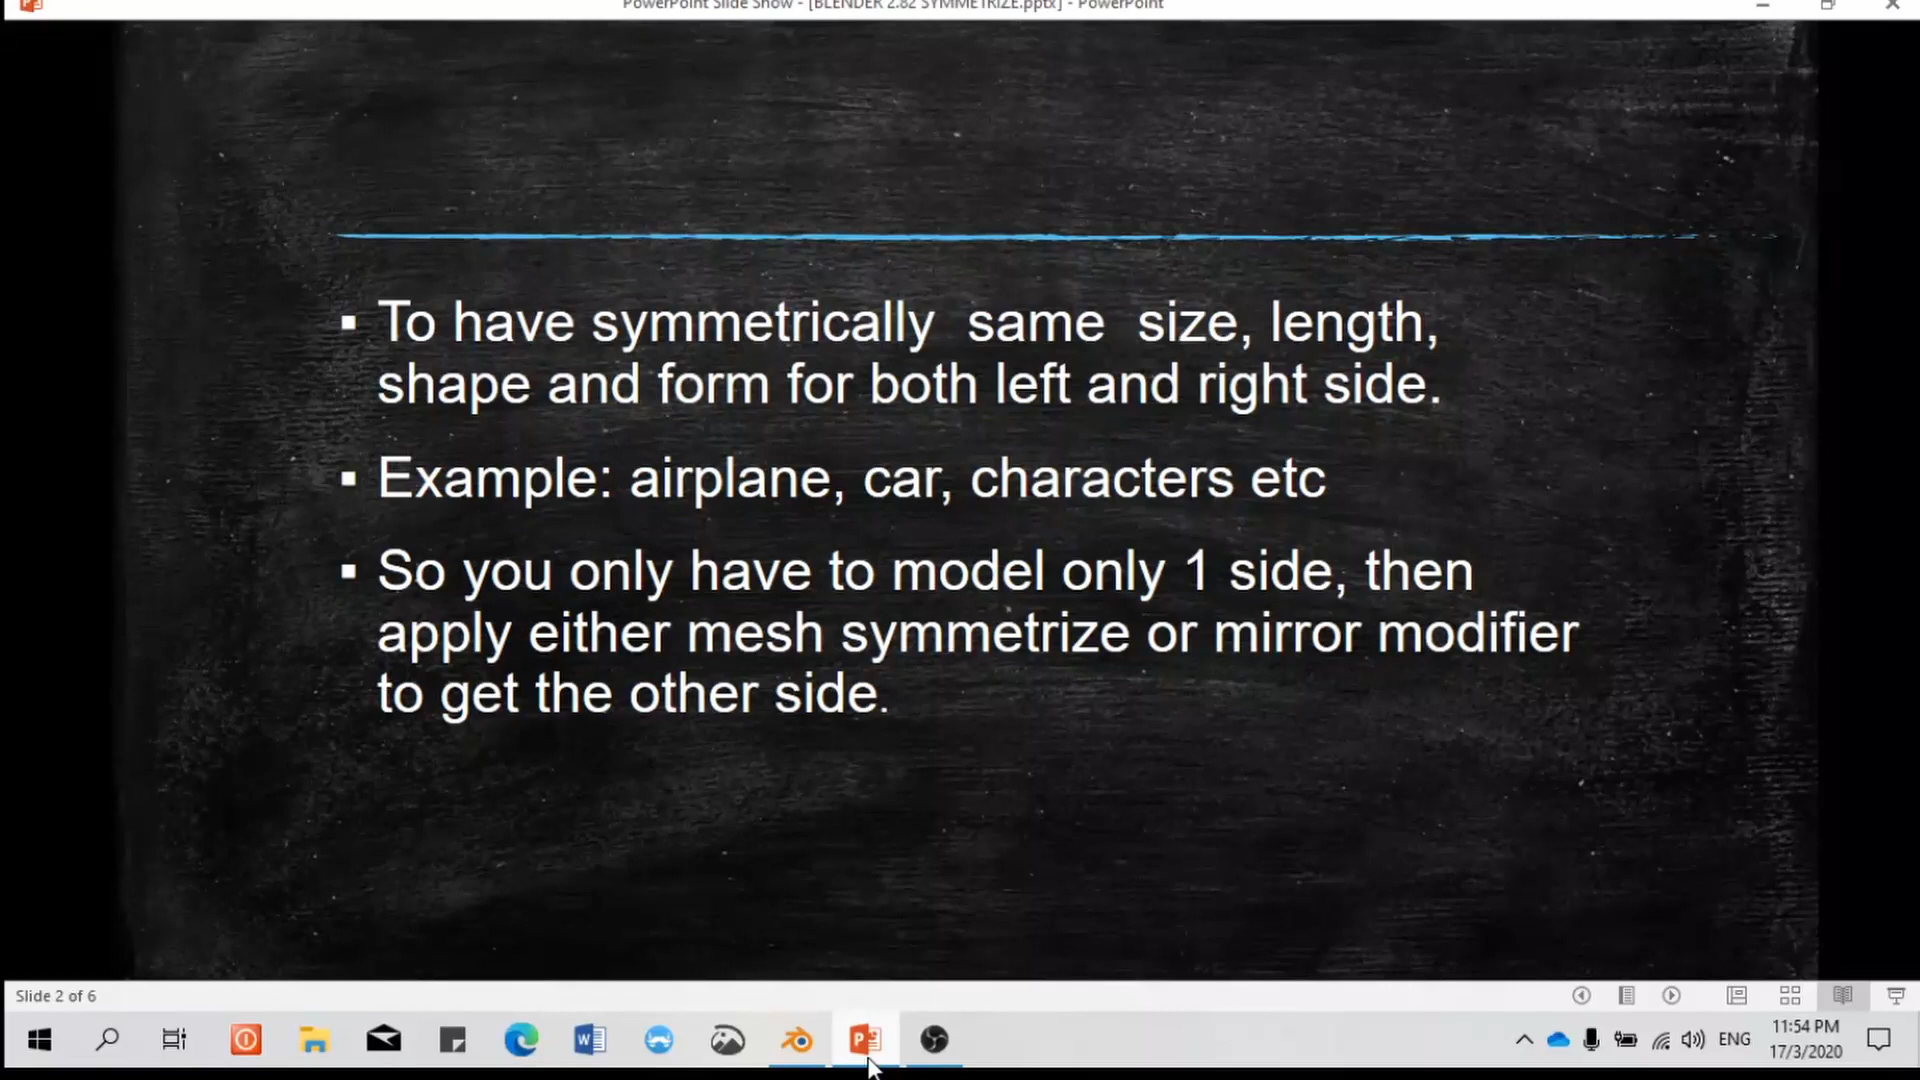 PowerPoint Slide Show - [BLENDER 2.82 SYMMETRIZE.pptx] - PowerPoint
▪ To have symmetrically same size, length,
shape and form for both left and right side.
▪ Example: airplane, car, characters etc
▪ So you only have to model only 1 side, then
apply either mesh symmetrize or mirror modifier
to get the other side.
Slide 2 of 6
ENG
11:54 PM
17/3/2020